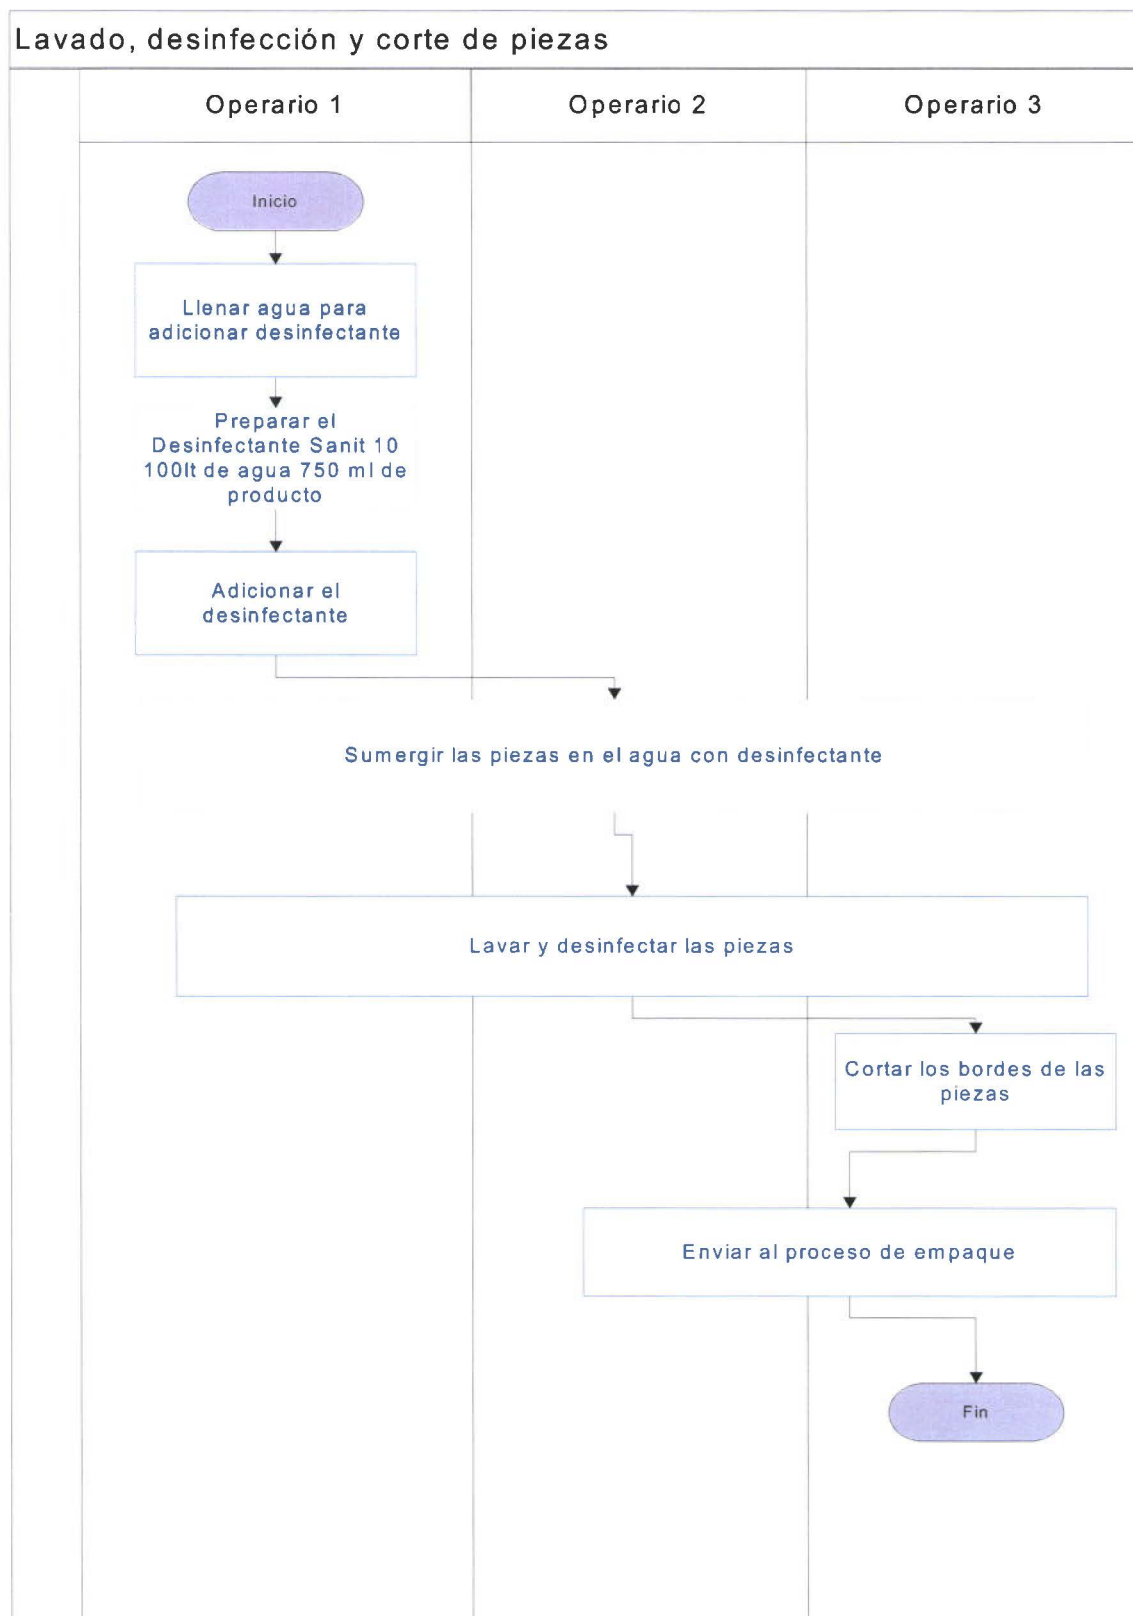 Lavado, desinfección y corte de piezas
Operario 1
Operario 2
Operario 3
Inicio
Llenar agua para
adicionar desinfectante
Preparar el
Desinfectante Sanit 10
100lt de agua 750 ml de
producto
Adicionar el
desinfectante
Sumergir las piezas en el agua con desinfectante
Lavar y desinfectar las piezas
Cortar los bordes de las
piezas
Enviar al proceso de empaque
Fin